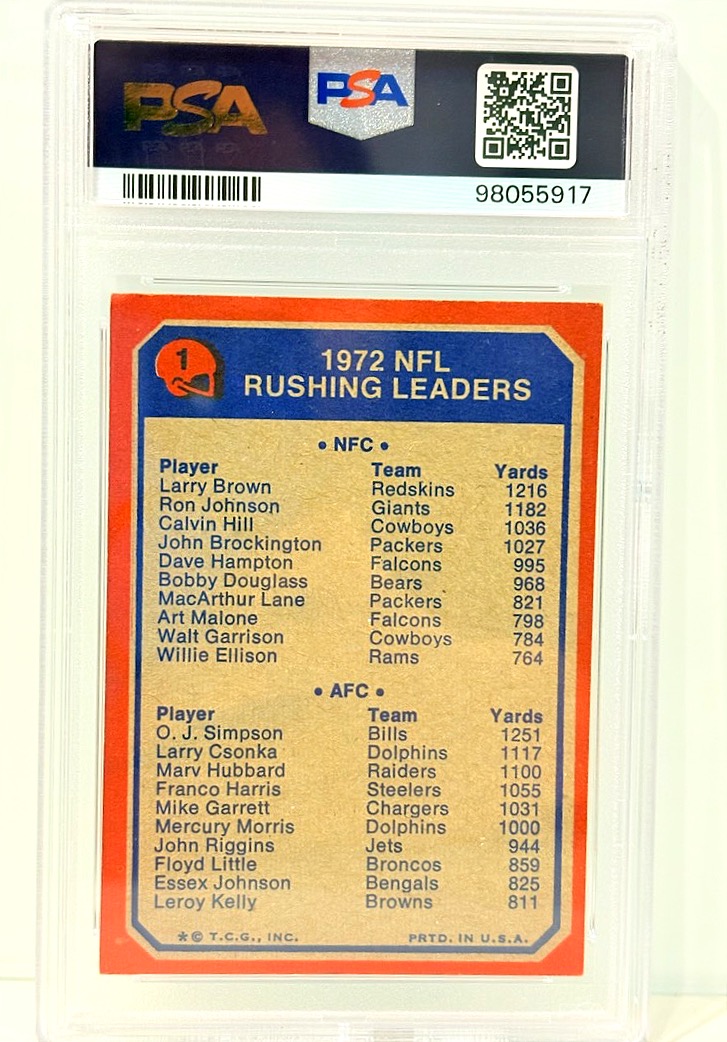 PSA
PSA
98055917
1
1972 NFL
RUSHING LEADERS
• NFC •
Player Team Yards
Larry Brown Redskins 1216
Ron Johnson Giants 1182
Calvin Hill Cowboys 1036
John Brockington Packers 1027
Dave Hampton Falcons 995
Bobby Douglass Bears 968
MacArthur Lane Packers 821
Art Malone Falcons 798
Walt Garrison Cowboys 784
Willie Ellison Rams 764
• AFC •
Player Team Yards
O. J. Simpson Bills 1251
Larry Csonka Dolphins 1117
Marv Hubbard Raiders 1100
Franco Harris Steelers 1055
Mike Garrett Chargers 1031
Mercury Morris Dolphins 1000
John Riggins Jets 944
Floyd Little Broncos 859
Essex Johnson Bengals 825
Leroy Kelly Browns 811
*© T.C.G., INC. PRTD. IN U.S.A.